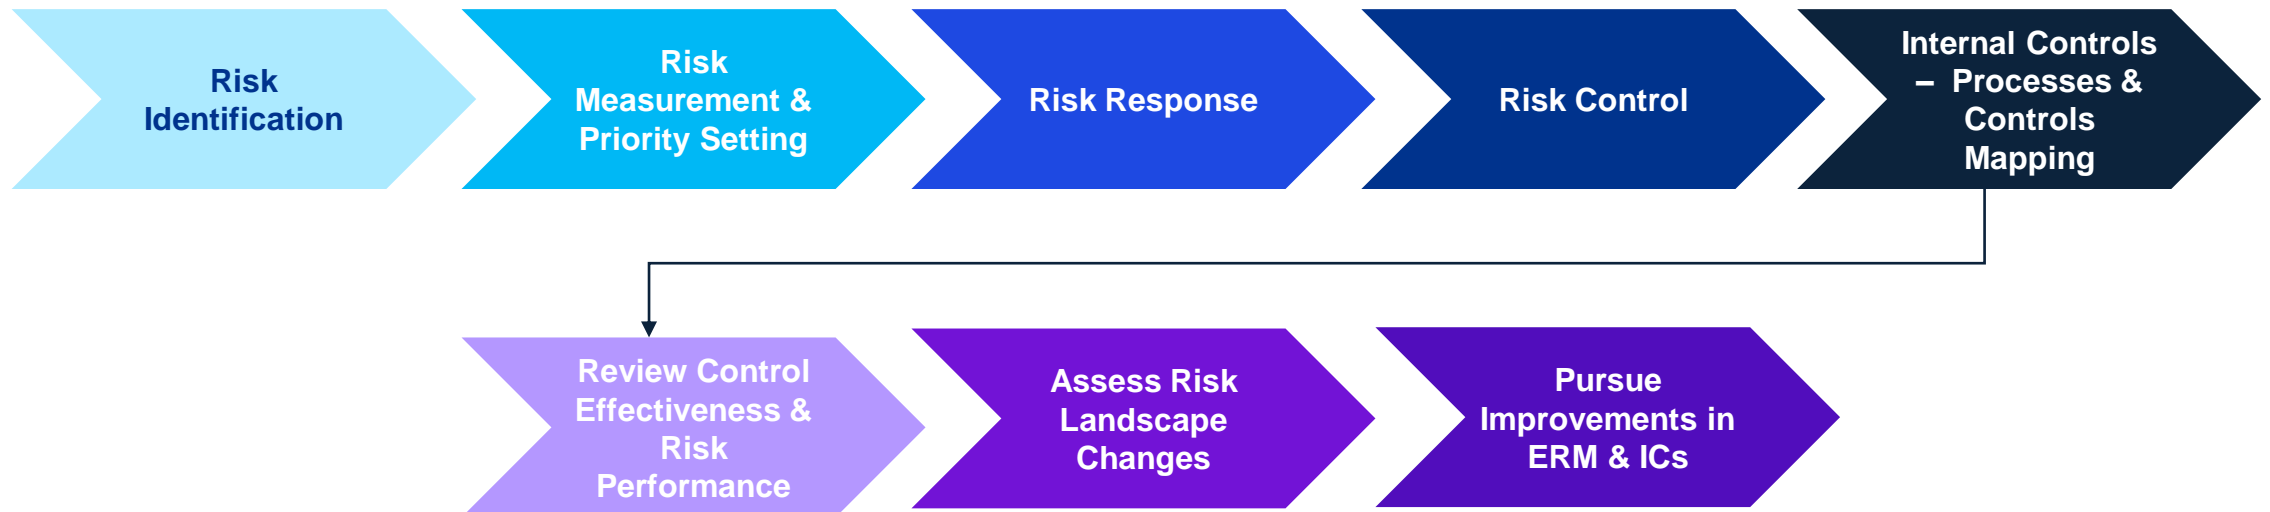 Risk
Identification
Risk
Measurement &
Priority Setting
Risk Response
Risk Control
Internal Controls
– Processes &
Controls
Mapping
Review Control
Effectiveness &
Risk
Performance
Assess Risk
Landscape
Changes
Pursue
Improvements in
ERM & ICs